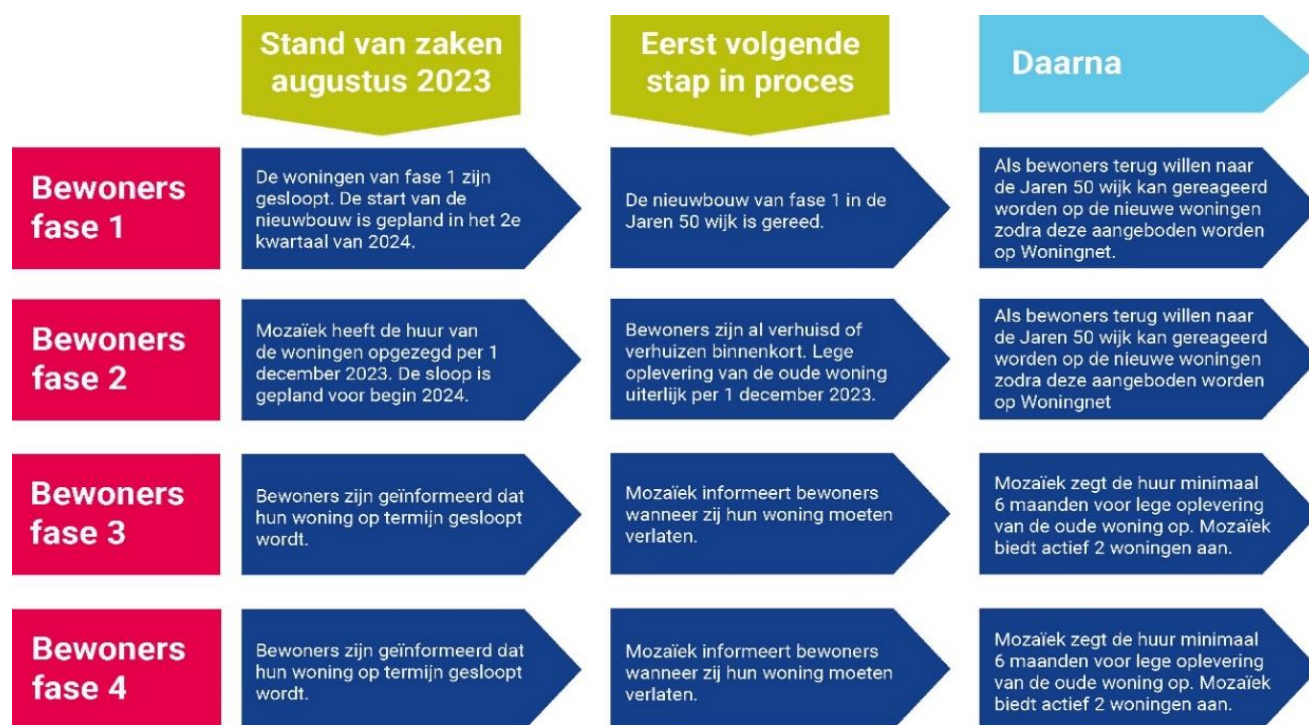 Stand van zaken
augustus 2023
Eerst volgende
stap in proces
Daarna
Bewoners
fase 1
De woningen van fase 1 zijn
gesloopt. De start van de
nieuwbouw is gepland in het 2e
kwartaal van 2024.
De nieuwbouw van fase 1 in de
Jaren 50 wijk is gereed.
Als bewoners terug willen naar
de Jaren 50 wijk kan gereageerd
worden op de nieuwe woningen
zodra deze aangeboden worden
op Woningnet.
Bewoners
fase 2
Mozaïek heeft de huur van
de woningen opgezegd per 1
december 2023. De sloop is
gepland voor begin 2024.
Bewoners zijn al verhuisd of
verhuizen binnenkort. Lege
oplevering van de oude woning
uiterlijk per 1 december 2023.
Als bewoners terug willen naar
de Jaren 50 wijk kan gereageerd
worden op de nieuwe woningen
zodra deze aangeboden worden
op Woningnet
Bewoners
fase 3
Bewoners zijn geïnformeerd dat
hun woning op termijn gesloopt
wordt.
Mozaïek informeert bewoners
wanneer zij hun woning moeten
verlaten.
Mozaïek zegt de huur minimaal
6 maanden voor lege oplevering
van de oude woning op. Mozaïek
biedt actief 2 woningen aan.
Bewoners
fase 4
Bewoners zijn geïnformeerd dat
hun woning op termijn gesloopt
wordt.
Mozaïek informeert bewoners
wanneer zij hun woning moeten
verlaten.
Mozaïek zegt de huur minimaal
6 maanden voor lege oplevering
van de oude woning op. Mozaïek
biedt actief 2 woningen aan.